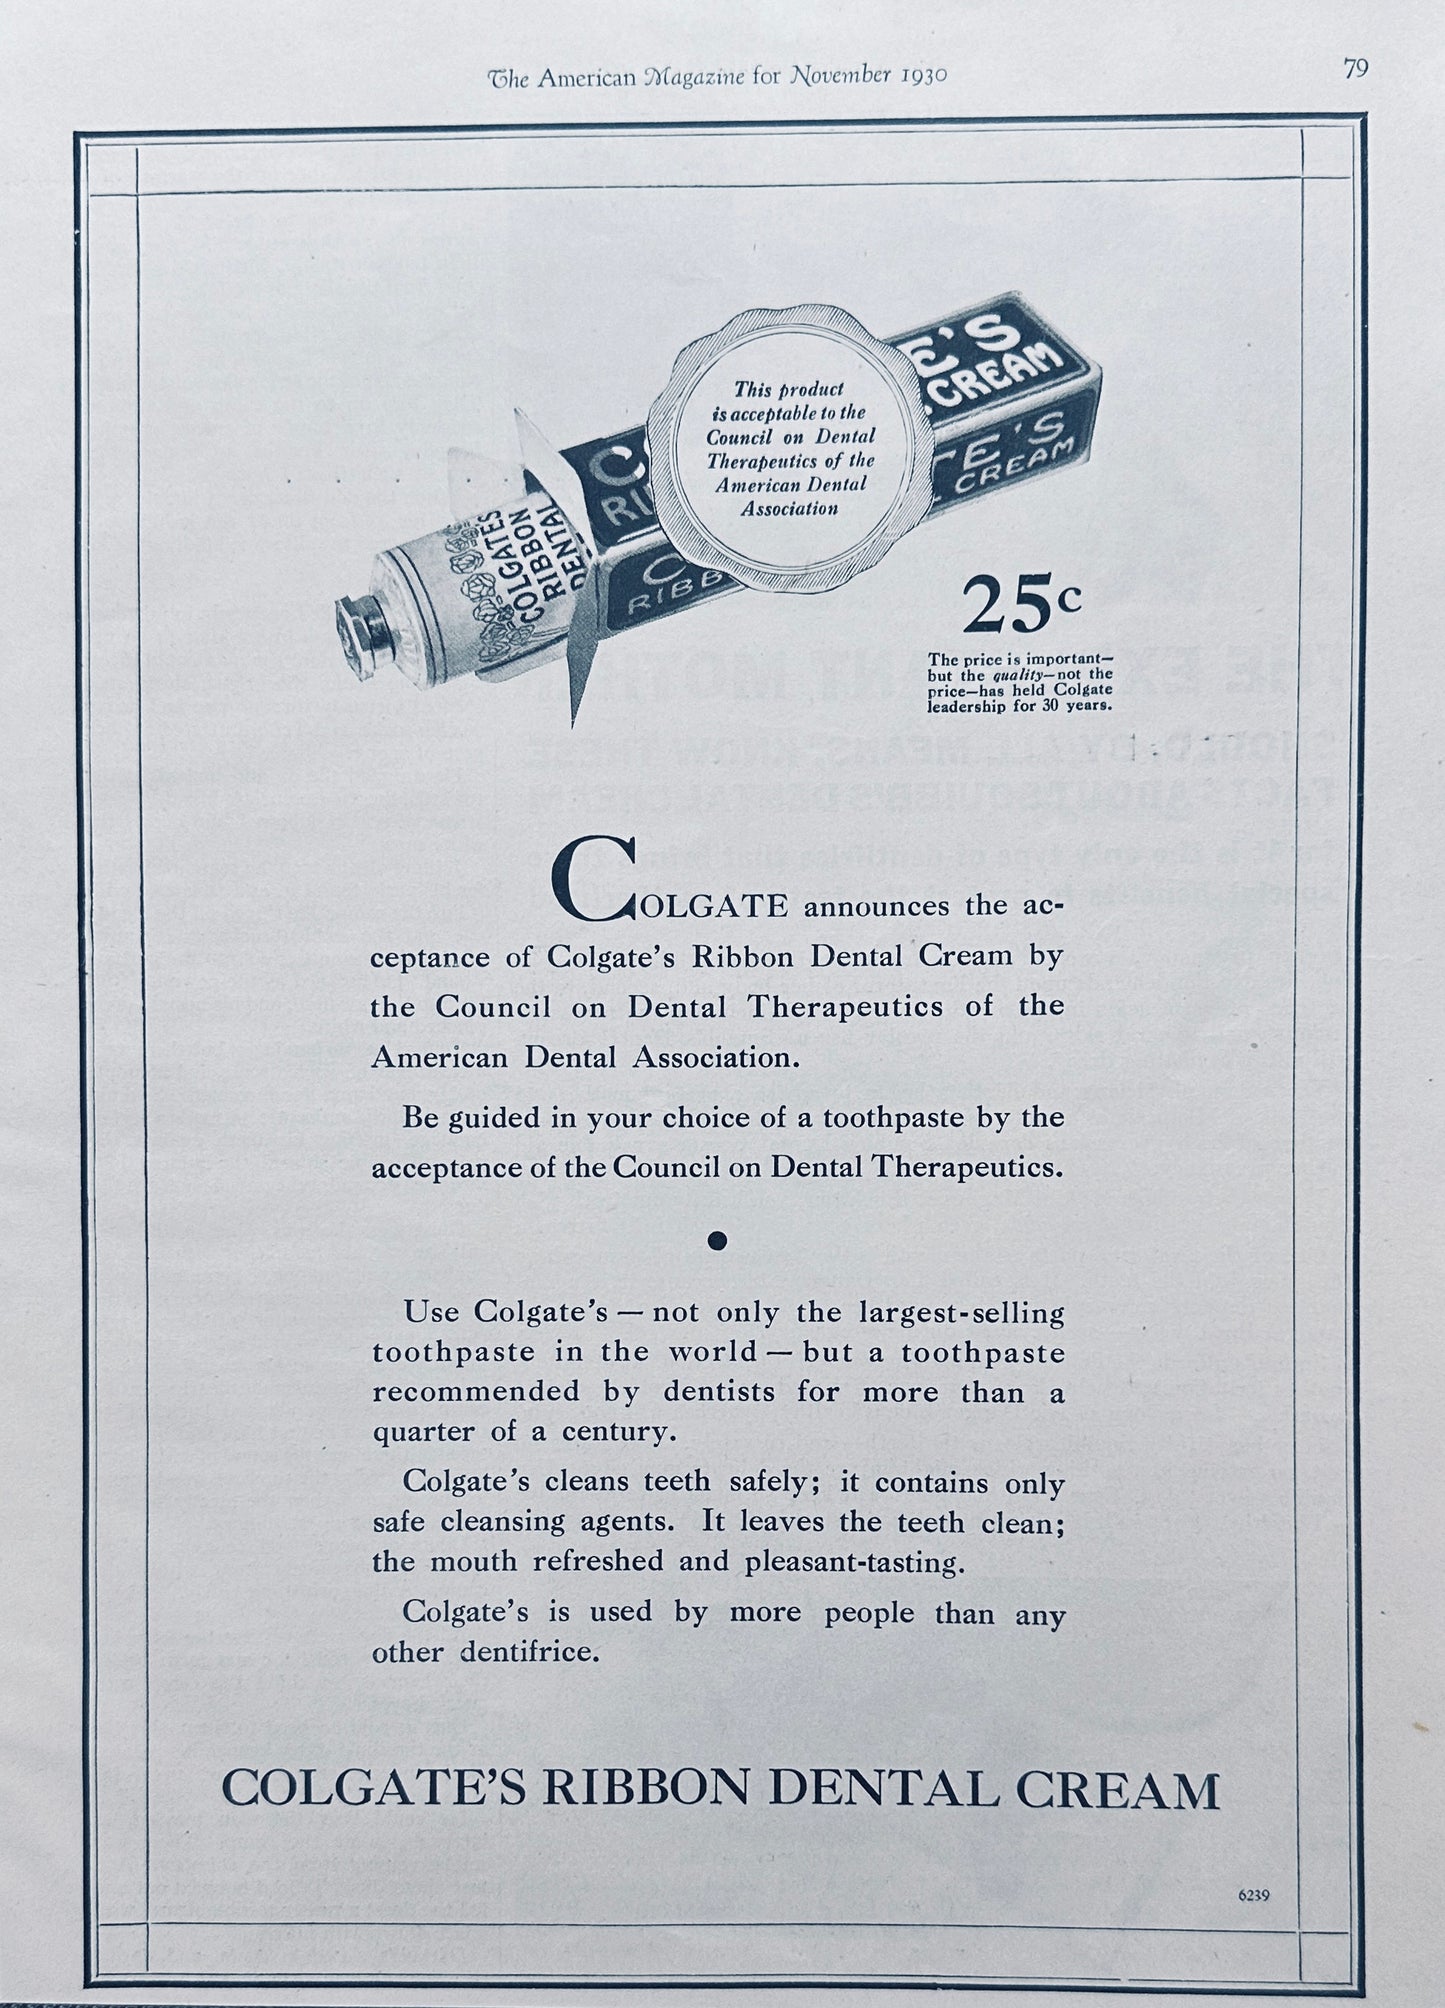 The American Magazine for November 1930
79
E'S
CREAM
TE'S
CREAM
This product
is acceptable to the
Council on Dental
Therapeutics of the
American Dental
Association
C
RI
C
RIBB
COLGATE'S
RIBBON
DENTAL
25c
The price is important—
but the quality—not the
price—has held Colgate
leadership for 30 years.
COLGATE announces the ac-
ceptance of Colgate's Ribbon Dental Cream by
the Council on Dental Therapeutics of the
American Dental Association.
Be guided in your choice of a toothpaste by the
acceptance of the Council on Dental Therapeutics.
Use Colgate's — not only the largest-selling
toothpaste in the world — but a toothpaste
recommended by dentists for more than a
quarter of a century.
Colgate's cleans teeth safely; it contains only
safe cleansing agents. It leaves the teeth clean;
the mouth refreshed and pleasant-tasting.
Colgate's is used by more people than any
other dentifrice.
COLGATE'S RIBBON DENTAL CREAM
6239